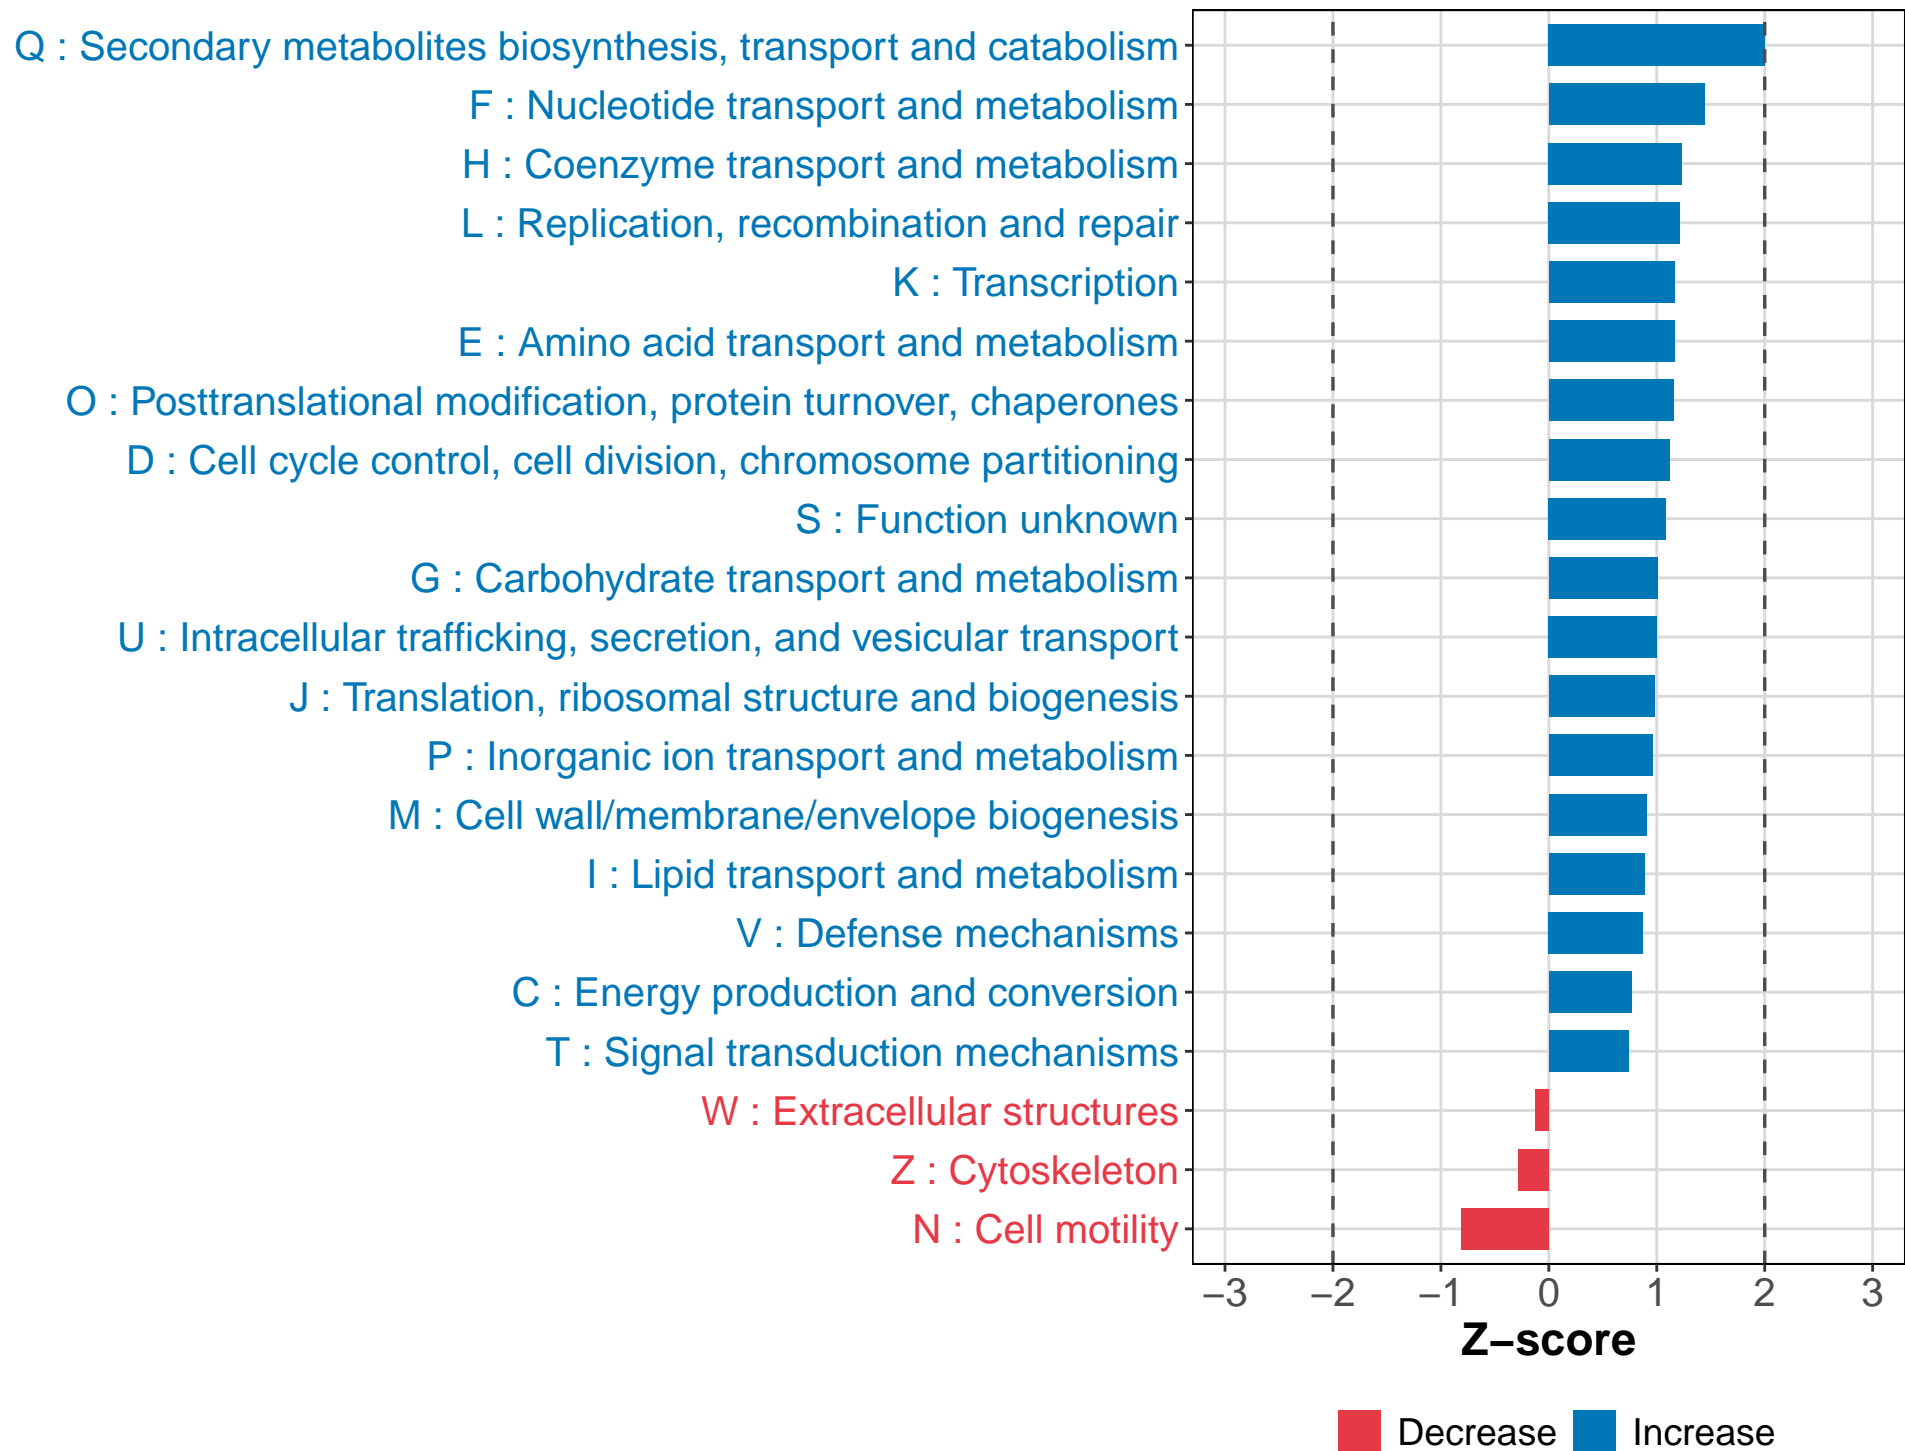 Q : Secondary metabolites biosynthesis, transport and catabolism
F : Nucleotide transport and metabolism
H : Coenzyme transport and metabolism
L : Replication, recombination and repair
K : Transcription
E : Amino acid transport and metabolism
O : Posttranslational modification, protein turnover, chaperones
D : Cell cycle control, cell division, chromosome partitioning
S : Function unknown
G : Carbohydrate transport and metabolism
U : Intracellular trafficking, secretion, and vesicular transport
J : Translation, ribosomal structure and biogenesis
P : Inorganic ion transport and metabolism
M : Cell wall/membrane/envelope biogenesis
I : Lipid transport and metabolism
V : Defense mechanisms
C : Energy production and conversion
T : Signal transduction mechanisms
W : Extracellular structures
Z : Cytoskeleton
N : Cell motility
−3 −2 −1 0 1 2 3
Z−score
Decrease Increase